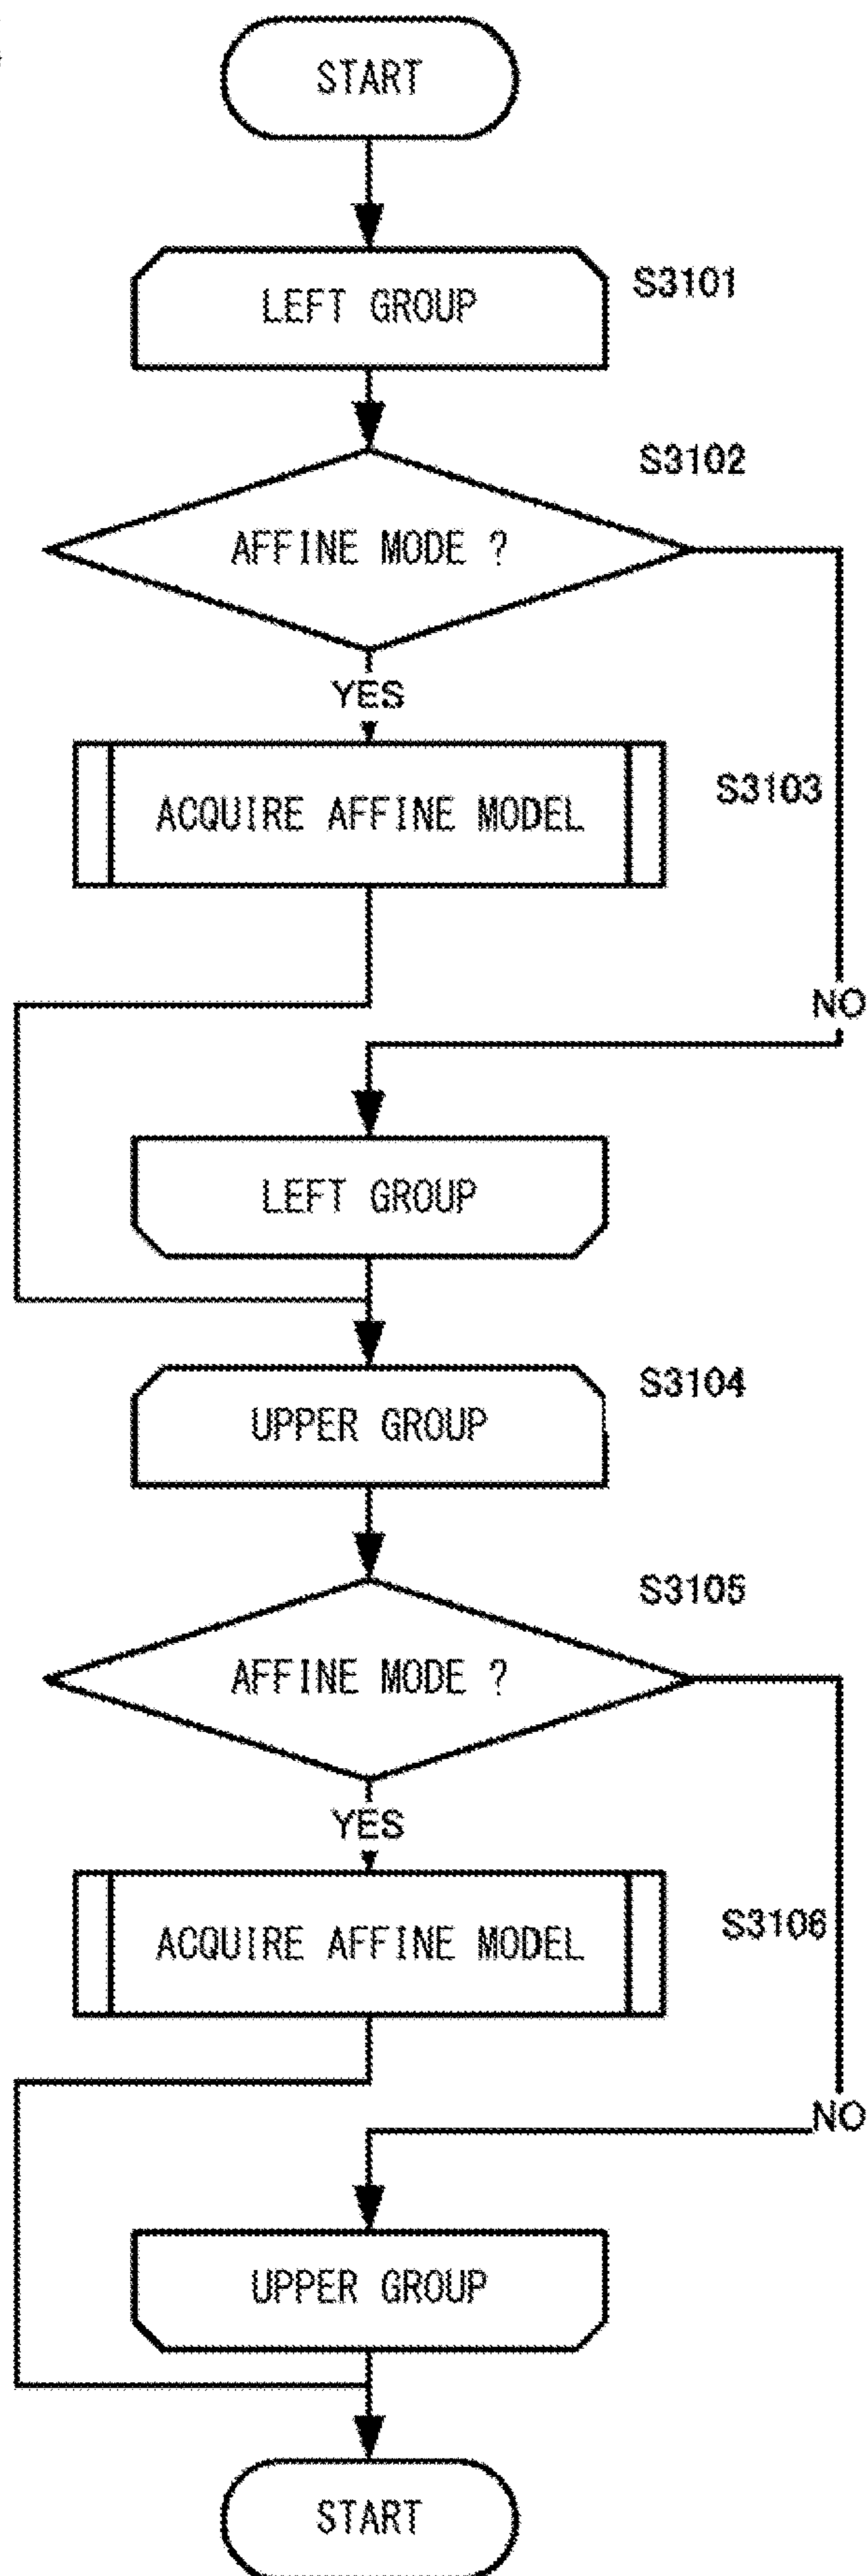 START
LEFT GROUP
S3101
S3102
AFFINE MODE ?
YES
ACQUIRE AFFINE MODEL
S3103
NO
LEFT GROUP
UPPER GROUP
S3104
S3105
AFFINE MODE ?
YES
ACQUIRE AFFINE MODEL
S3106
NO
UPPER GROUP
START